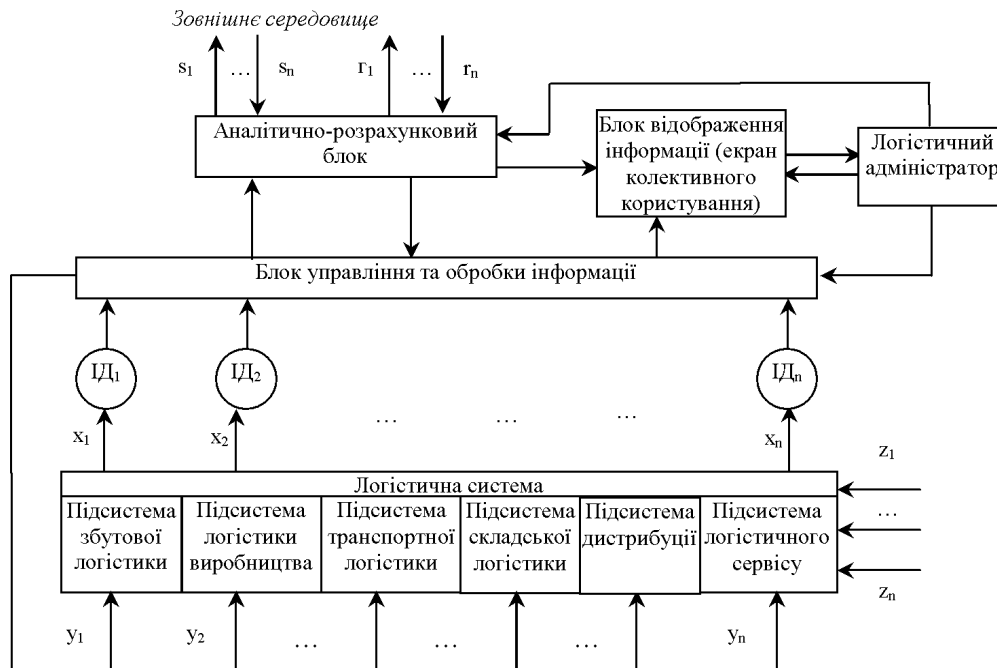 Зовнішнє середовище
s₁ … sₙ г₁ … rₙ
Аналітично-розрахунковий
блок
Блок відображення
інформації (екран
колективного
користування)
Логістичний
адміністратор
Блок управління та обробки інформації
ІД₁ ІД₂ ІДₙ
… … …
x₁ x₂ xₙ
z₁
…
zₙ
Логістична система
Підсистема
збутової
логістики
Підсистема
логістики
виробництва
Підсистема
транспортної
логістики
Підсистема
складської
логістики
Підсистема
дистрибуції
Підсистема
логістичного
сервісу
y₁ y₂ … … … yₙ